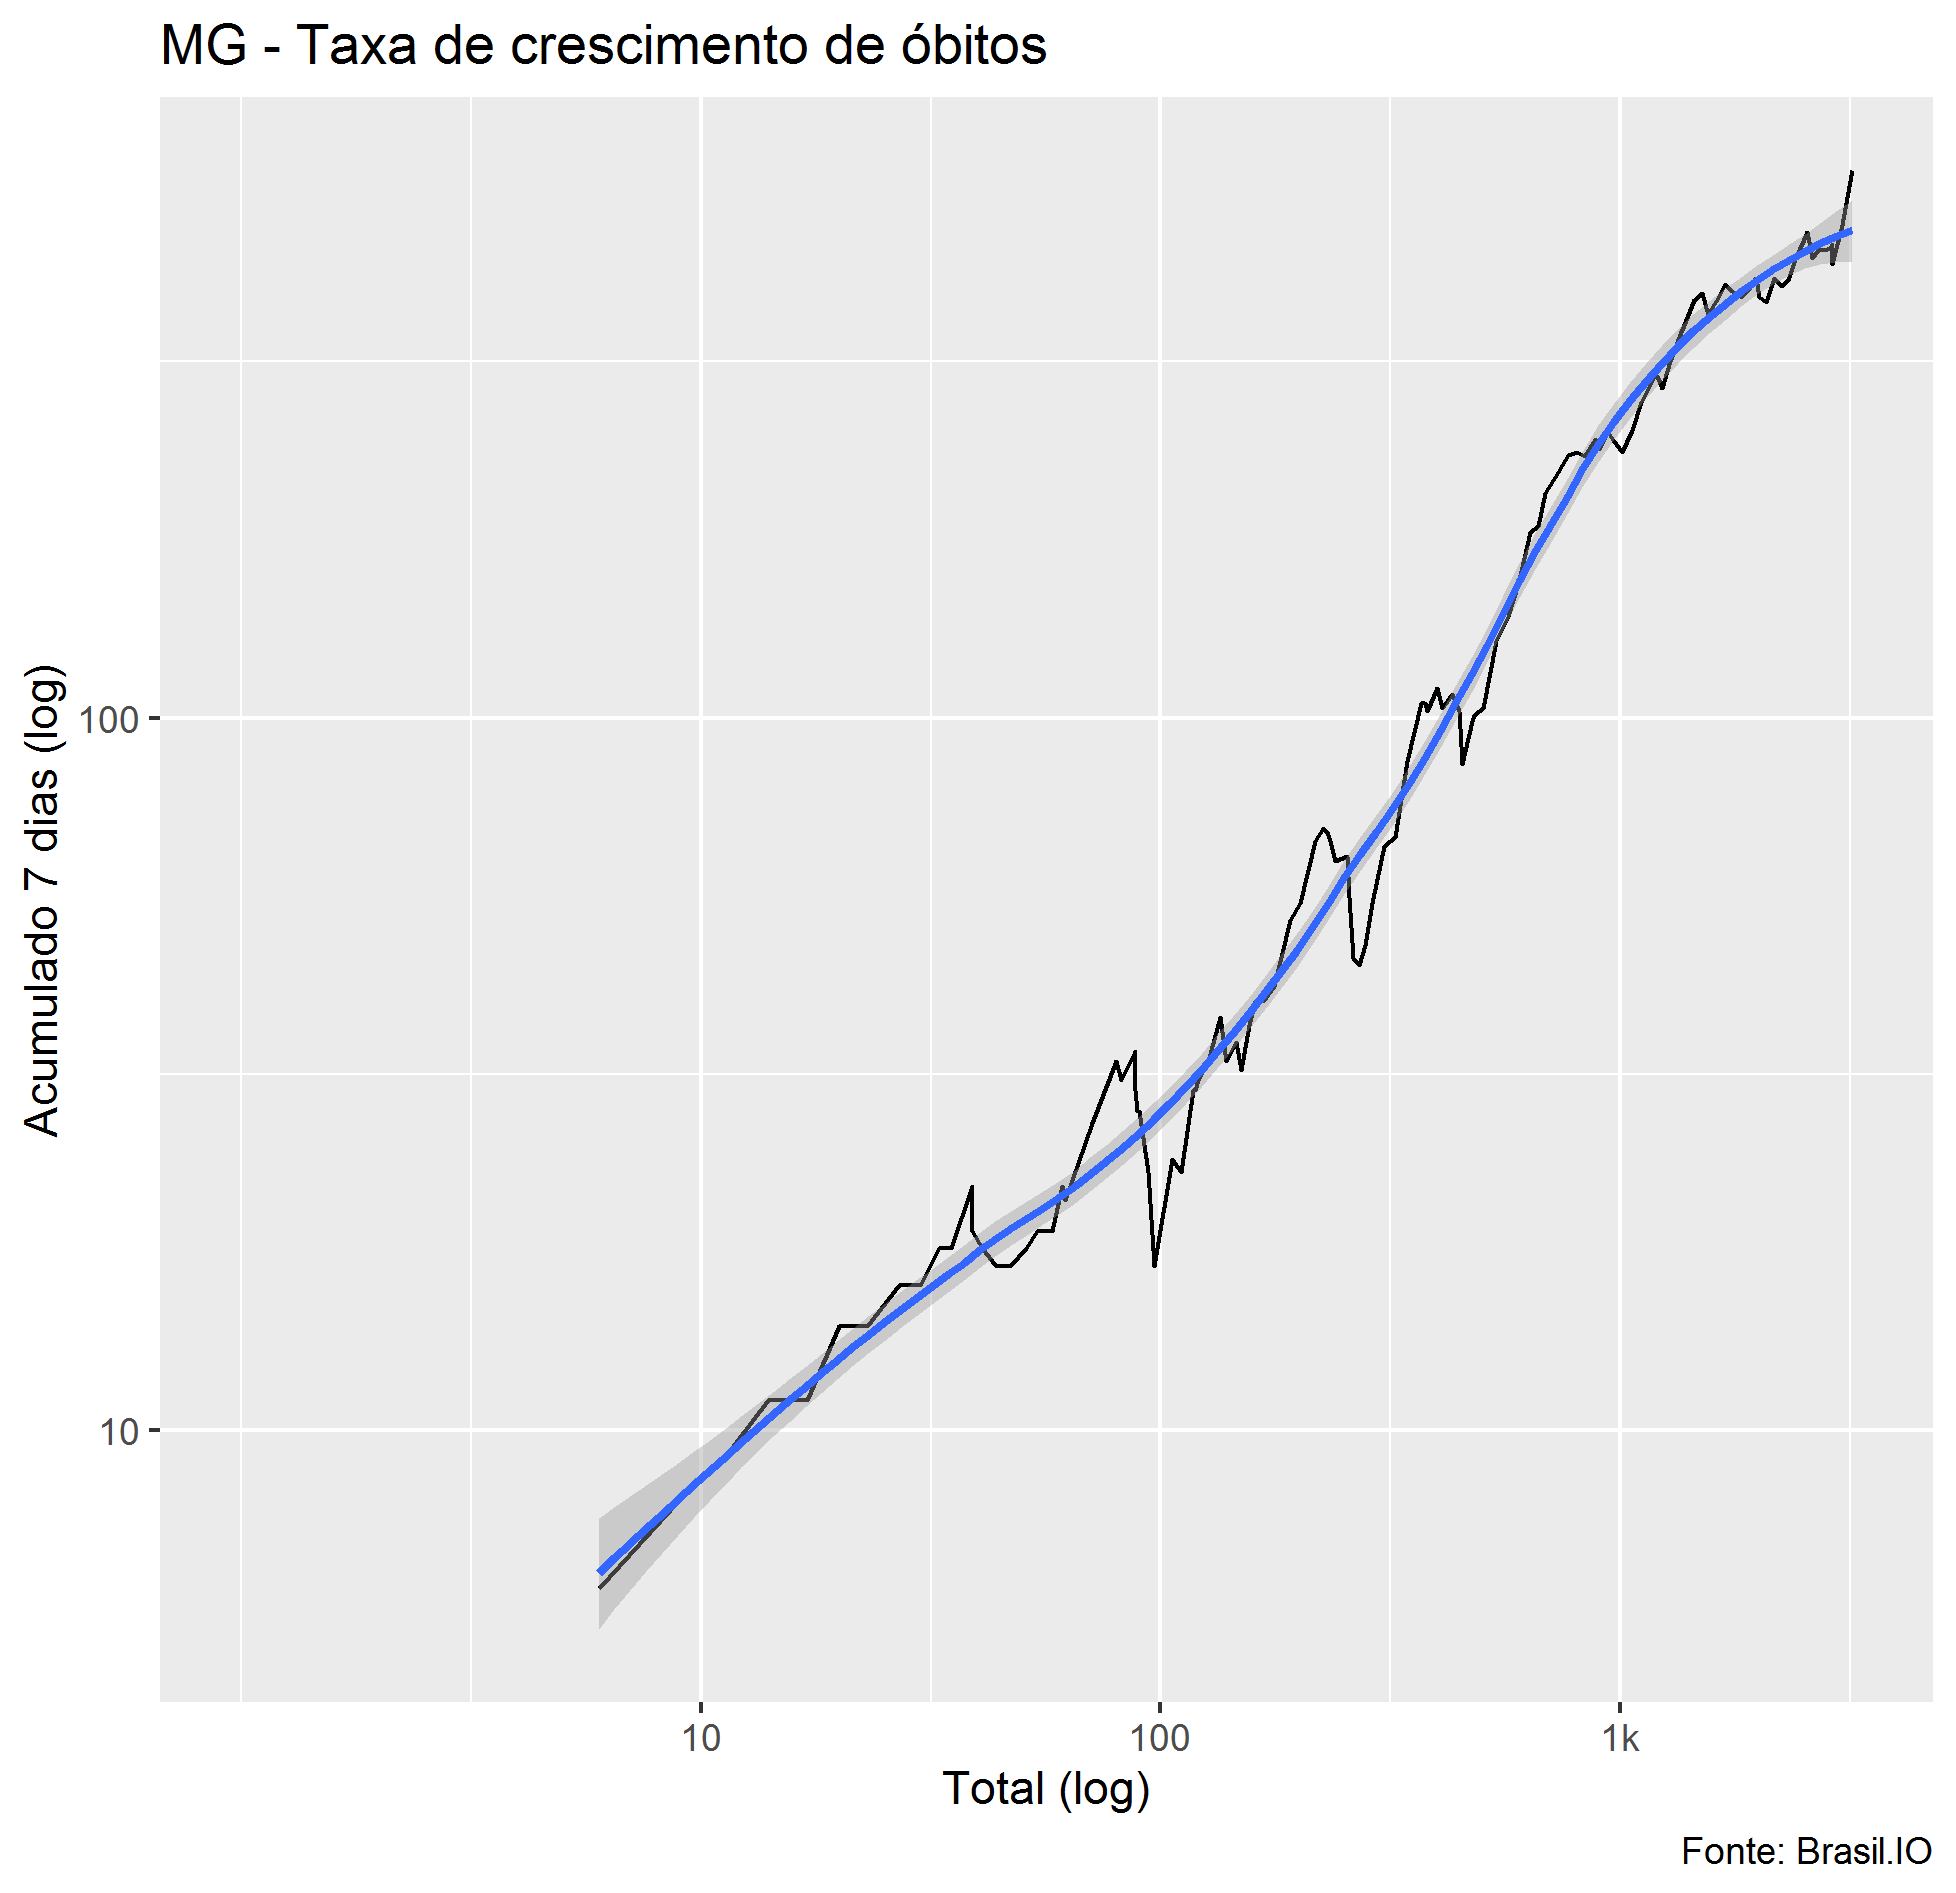 MG - Taxa de crescimento de óbitos
Acumulado 7 dias (log)
100
10
10
100
1k
Total (log)
Fonte: Brasil.IO